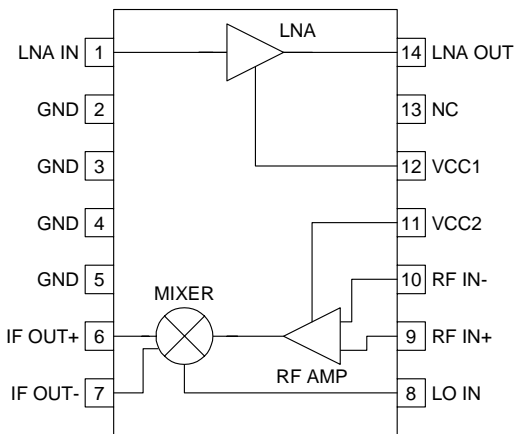 LNA
LNA IN 1 14 LNA OUT
GND 2 13 NC
GND 3 12 VCC1
GND 4 11 VCC2
GND 5 10 RF IN-
MIXER
IF OUT+ 6 9 RF IN+
RF AMP
IF OUT- 7 8 LO IN